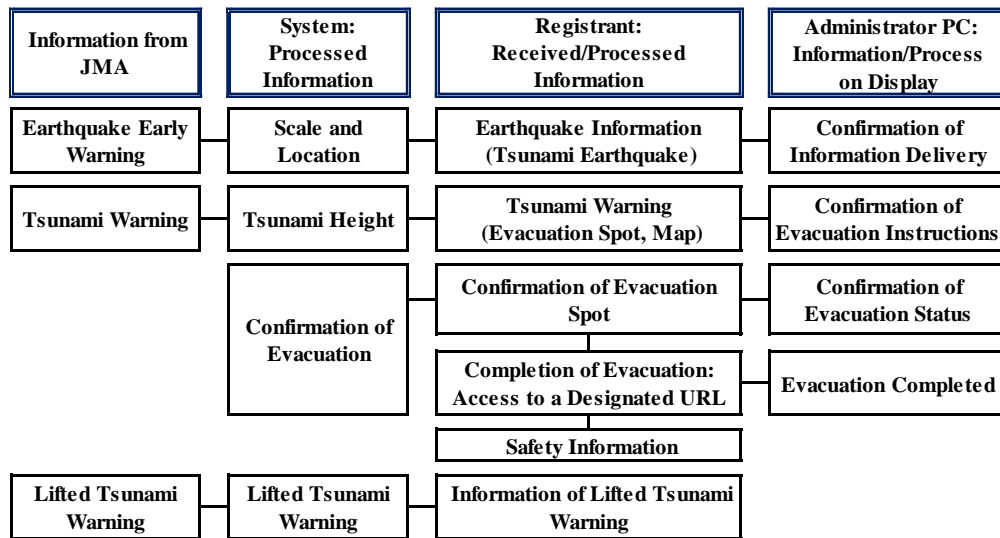 Information from
JMA
System:
Processed
Information
Registrant:
Received/Processed
Information
Administrator PC:
Information/Process
on Display
Earthquake Early
Warning
Scale and
Location
Earthquake Information
(Tsunami Earthquake)
Confirmation of
Information Delivery
Tsunami Warning
Tsunami Height
Tsunami Warning
(Evacuation Spot, Map)
Confirmation of
Evacuation Instructions
Confirmation of
Evacuation
Confirmation of Evacuation
Spot
Confirmation of
Evacuation Status
Completion of Evacuation:
Access to a Designated URL
Evacuation Completed
Safety Information
Lifted Tsunami
Warning
Lifted Tsunami
Warning
Information of Lifted Tsunami
Warning